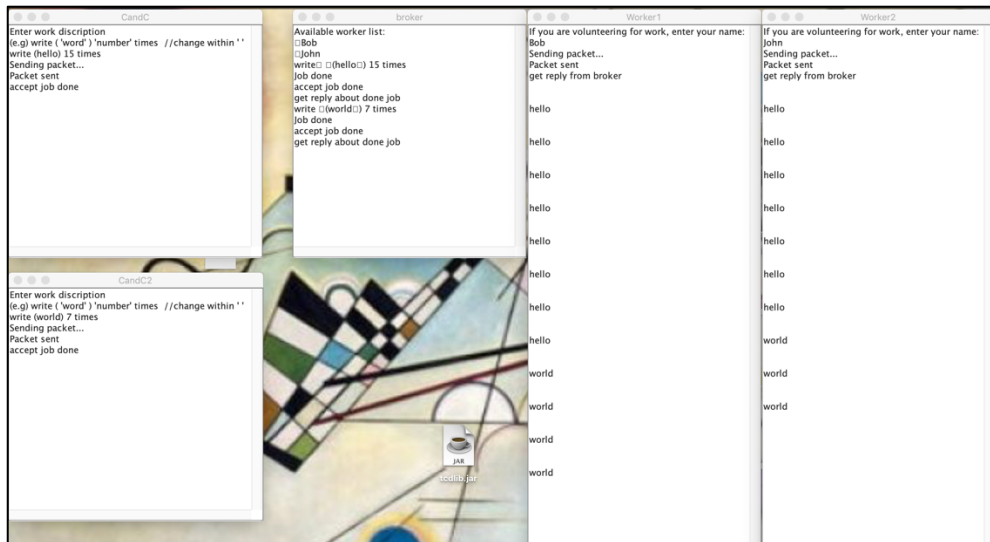 CandC
Enter work discription
(e.g) write ( 'word' ) 'number' times  //change within ' '
write (hello) 15 times
Sending packet...
Packet sent
accept job done
CandC2
Enter work discription
(e.g) write ( 'word' ) 'number' times  //change within ' '
write (world) 7 times
Sending packet...
Packet sent
accept job done
broker
Available worker list:
□Bob
□John
write□ □(hello□) 15 times
Job done
accept job done
get reply about done job
write □(world□) 7 times
Job done
accept job done
get reply about done job
JAR
tcdlib.jar
Worker1
If you are volunteering for work, enter your name:
Bob
Sending packet...
Packet sent
get reply from broker
hello
hello
hello
hello
hello
hello
hello
hello
world
world
world
world
Worker2
If you are volunteering for work, enter your name:
John
Sending packet...
Packet sent
get reply from broker
hello
hello
hello
hello
hello
hello
hello
world
world
world